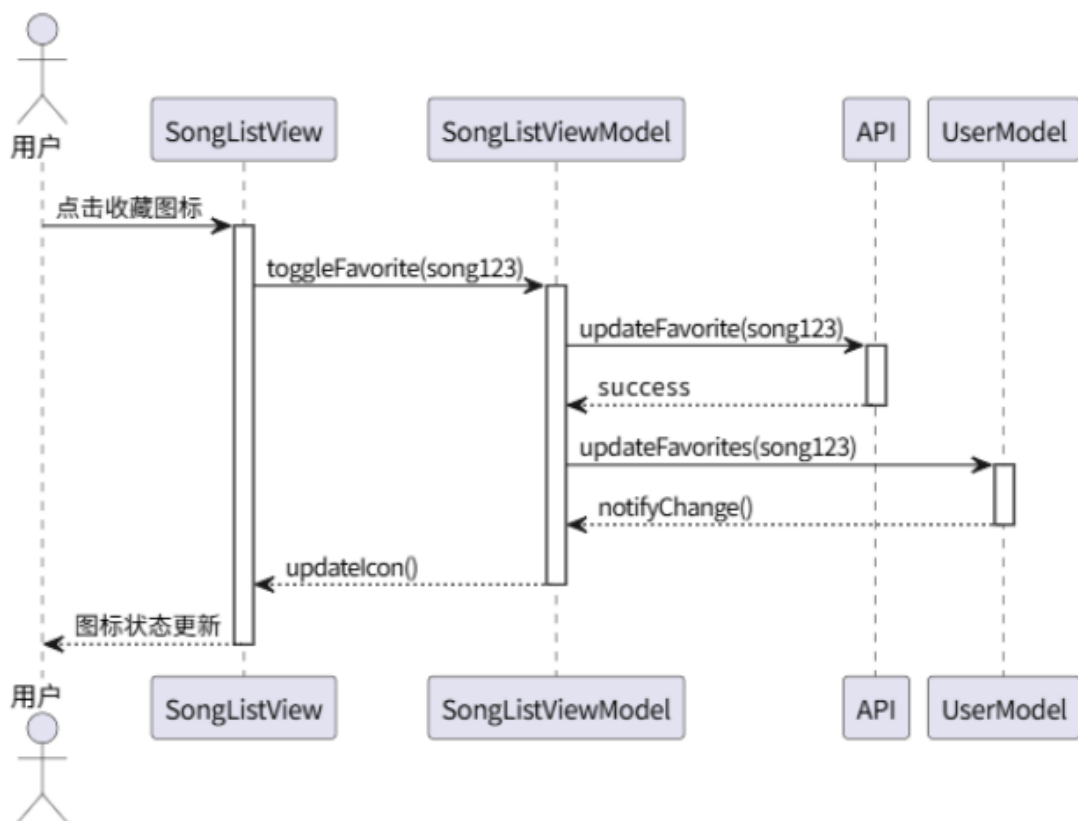 用户
SongListView
SongListViewModel
API
UserModel
点击收藏图标
toggleFavorite(song123)
updateFavorite(song123)
success
updateFavorites(song123)
notifyChange()
updateIcon()
图标状态更新
用户
SongListView
SongListViewModel
API
UserModel